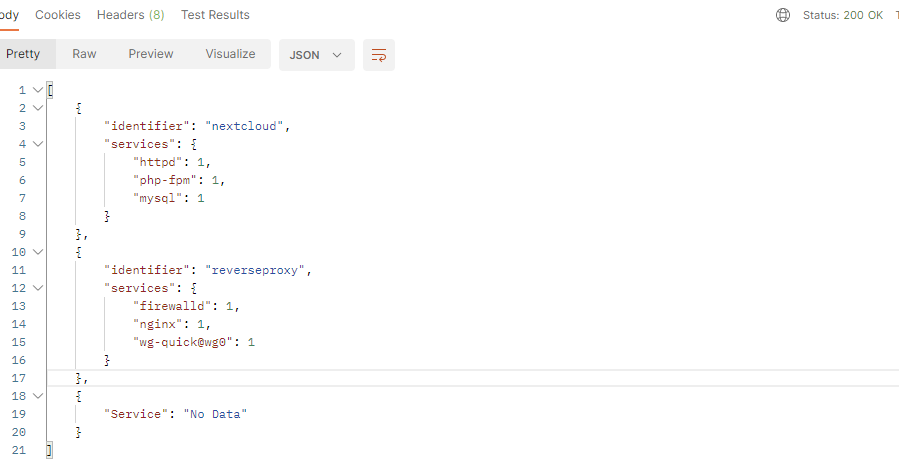 ody Cookies Headers (8) Test Results Status: 200 OK
Pretty Raw Preview Visualize JSON
1 [
2 {
3 "identifier": "nextcloud",
4 "services": {
5 "httpd": 1,
6 "php-fpm": 1,
7 "mysql": 1
8 }
9 },
10 {
11 "identifier": "reverseproxy",
12 "services": {
13 "firewalld": 1,
14 "nginx": 1,
15 "wg-quick@wg0": 1
16 }
17 },
18 {
19 "Service": "No Data"
20 }
21 ]